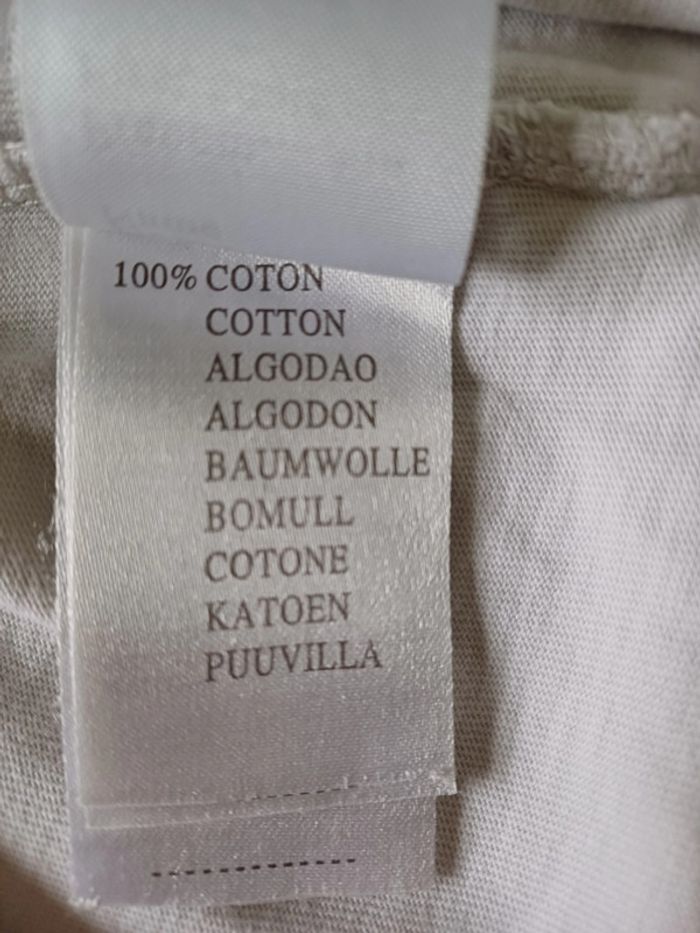 100% COTON
COTTON
ALGODAO
ALGODON
BAUMWOLLE
BOMULL
COTONE
KATOEN
PUUVILLA